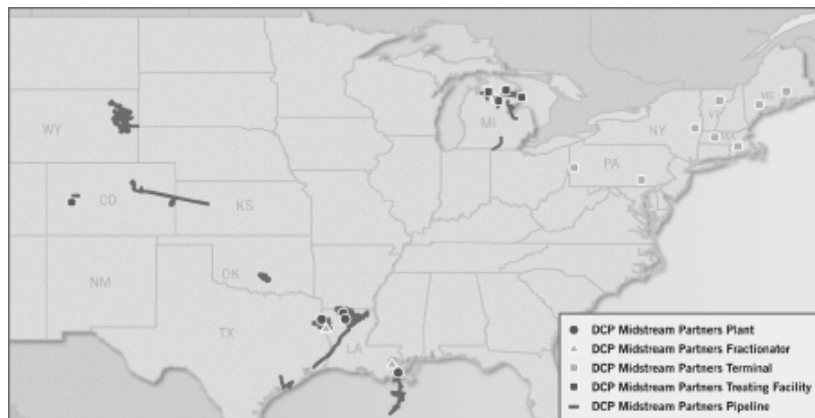 ME
VT
WY
NY
MI
MA
PA
CO
KS
OK
NM
TX
LA
DCP Midstream Partners Plant
DCP Midstream Partners Fractionator
DCP Midstream Partners Terminal
DCP Midstream Partners Treating Facility
DCP Midstream Partners Pipeline